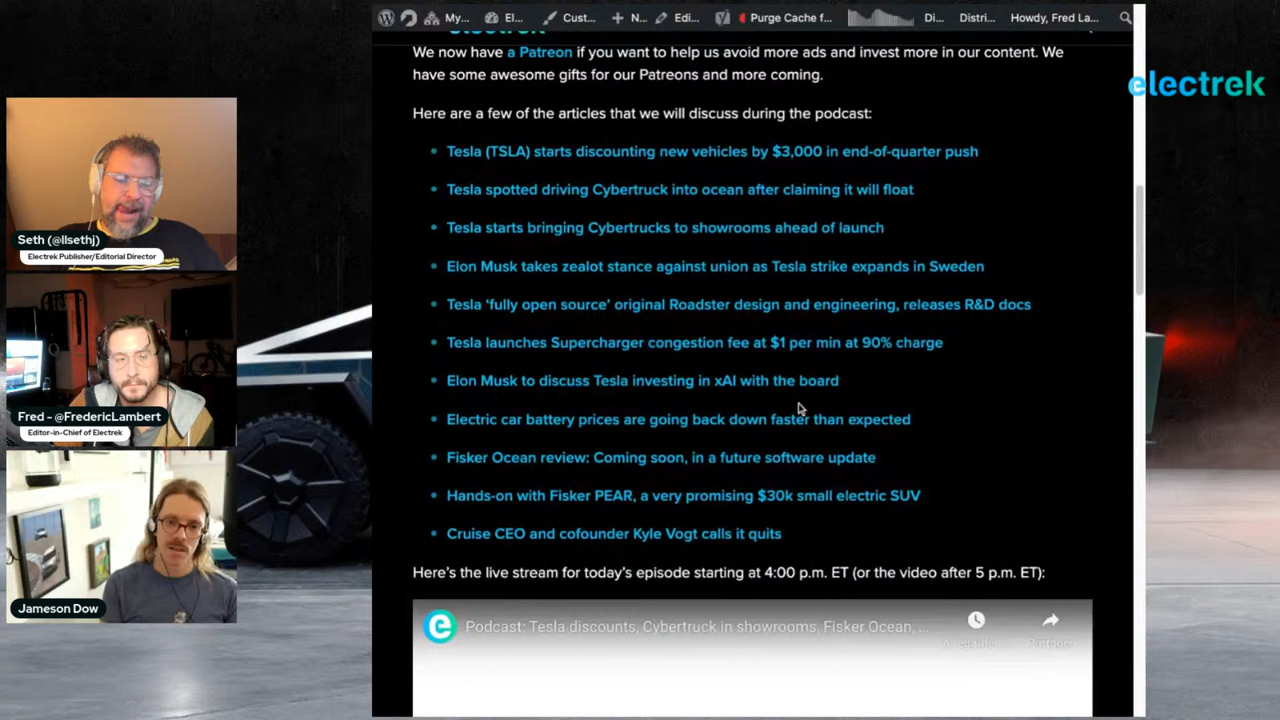 My...
El...
Cust...
N...
Edi...
Purge Cache f...
Di...
Distri...
Howdy, Fred La...
electrek
We now have a Patreon if you want to help us avoid more ads and invest more in our content. We
have some awesome gifts for our Patreons and more coming.
electrek
Here are a few of the articles that we will discuss during the podcast:
• Tesla (TSLA) starts discounting new vehicles by $3,000 in end-of-quarter push
• Tesla spotted driving Cybertruck into ocean after claiming it will float
• Tesla starts bringing Cybertrucks to showrooms ahead of launch
• Elon Musk takes zealot stance against union as Tesla strike expands in Sweden
• Tesla ‘fully open source’ original Roadster design and engineering, releases R&D docs
• Tesla launches Supercharger congestion fee at $1 per min at 90% charge
• Elon Musk to discuss Tesla investing in xAI with the board
• Electric car battery prices are going back down faster than expected
• Fisker Ocean review: Coming soon, in a future software update
• Hands-on with Fisker PEAR, a very promising $30k small electric SUV
• Cruise CEO and cofounder Kyle Vogt calls it quits
Here’s the live stream for today’s episode starting at 4:00 p.m. ET (or the video after 5 p.m. ET):
e
Podcast: Tesla discounts, Cybertruck in showrooms, Fisker Ocean, ...
Seth (@llsethj)
Electrek Publisher/Editorial Director
Fred - @FredericLambert
Editor-in-Chief of Electrek
Jameson Dow